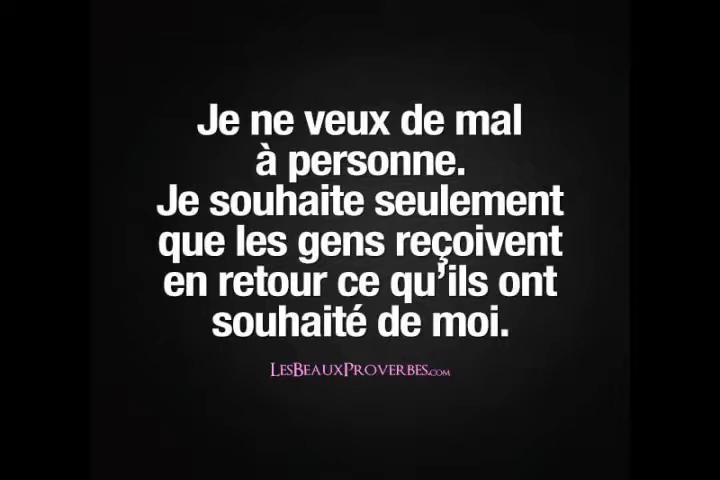 Je ne veux de mal
à personne.
Je souhaite seulement
que les gens reçoivent
en retour ce qu’ils ont
souhaité de moi.
LesBeauxProverbes.com